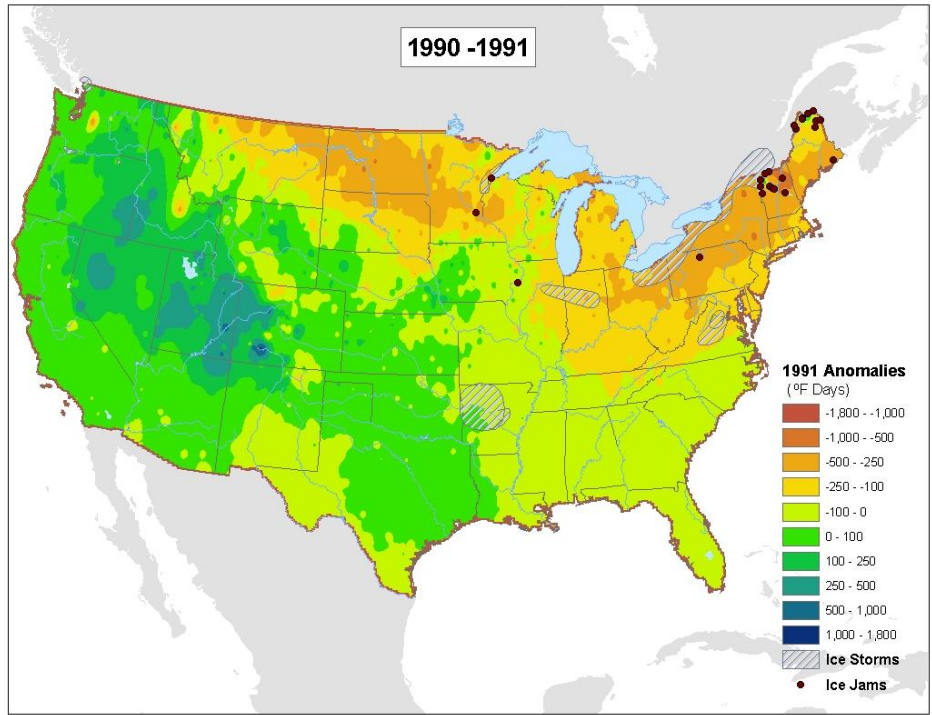 1990 -1991
1991 Anomalies
(ºF Days)
-1,800 - -1,000
-1,000 - -500
-500 - -250
-250 - -100
-100 - 0
0 - 100
100 - 250
250 - 500
500 - 1,000
1,000 - 1,800
Ice Storms
Ice Jams